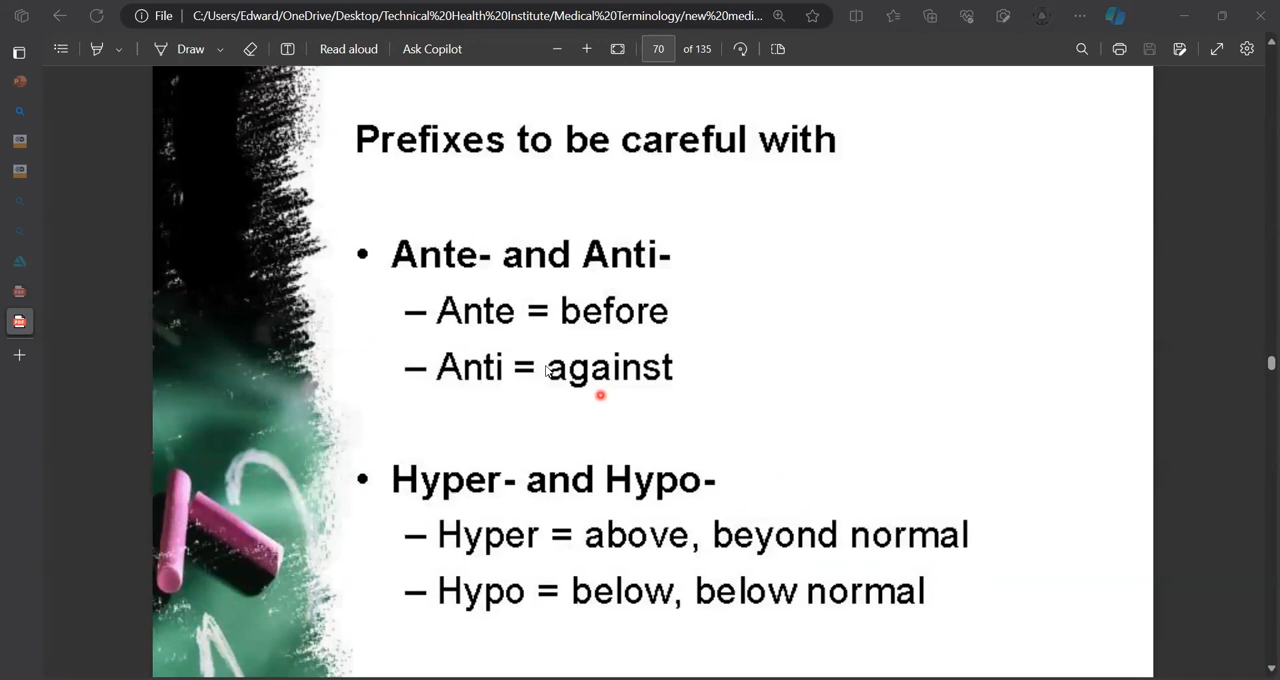 File
C:/Users/Edward/OneDrive/Desktop/Technical%20Health%20Institute/Medical%20Terminology/new%20medi...
Draw
Read aloud
Ask Copilot
70
of 135
Prefixes to be careful with
• Ante- and Anti-
– Ante = before
– Anti = against
• Hyper- and Hypo-
– Hyper = above, beyond normal
– Hypo = below, below normal